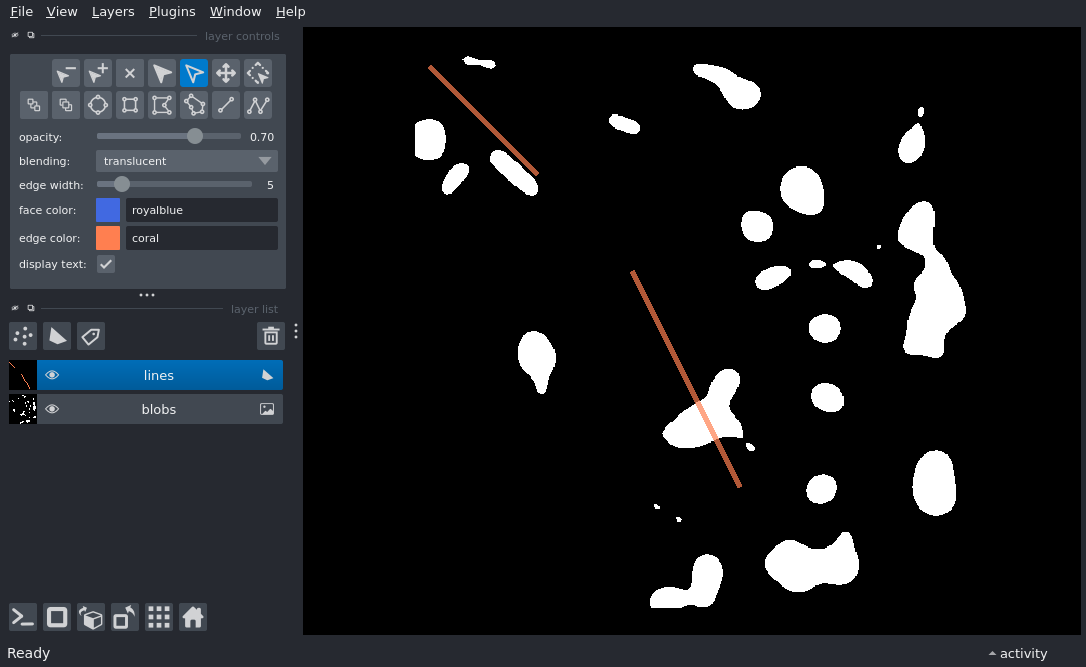 File View Layers Plugins Window Help
layer controls
opacity: 0.70
blending: translucent
edge width: 5
face color: royalblue
edge color: coral
display text:
layer list
lines
blobs
Ready activity